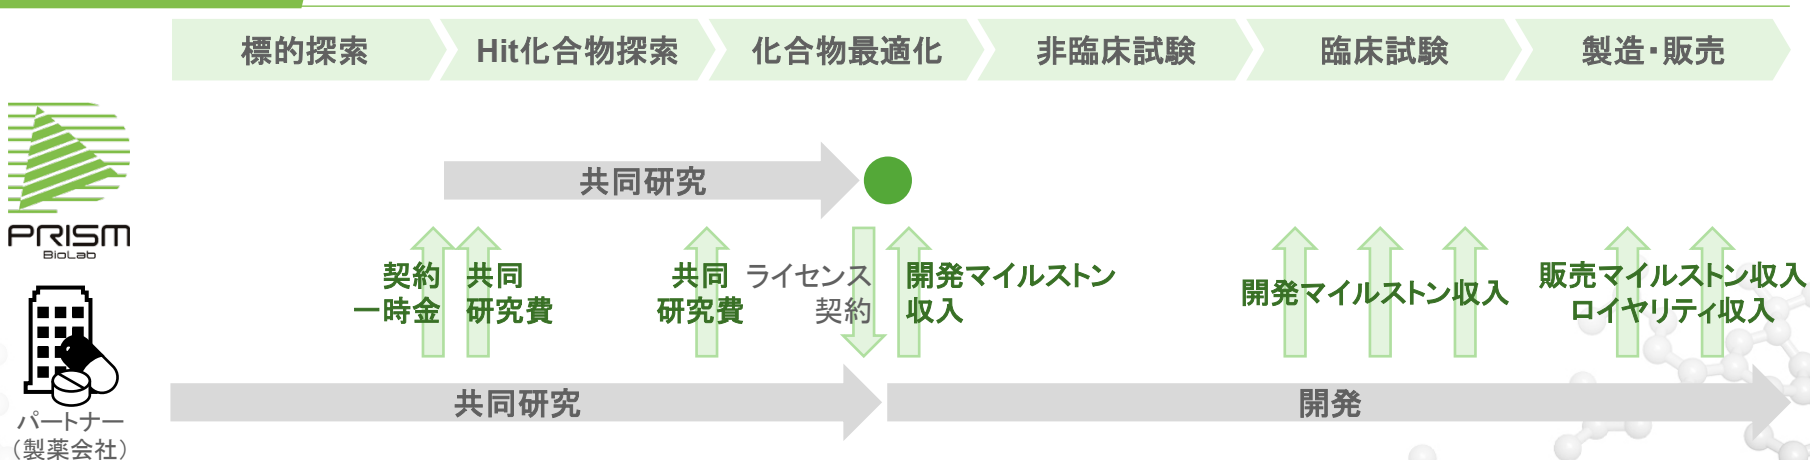 標的探索
Hit化合物探索
化合物最適化
非臨床試験
臨床試験
製造・販売
共同研究
PRISM
BioLab
契約
一時金
共同
研究費
共同
研究費
ライセンス
契約
開発マイルストン
収入
開発マイルストン収入
販売マイルストン収入
ロイヤリティ収入
共同研究
開発
パートナー
（製薬会社）